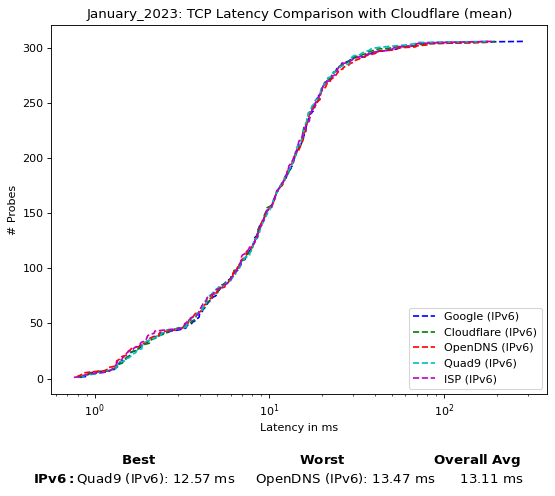 January_2023: TCP Latency Comparison with Cloudflare (mean)
300
250
200
150
100
50
0
# Probes
10⁰ 10¹ 10²
Latency in ms
Google (IPv6)
Cloudflare (IPv6)
OpenDNS (IPv6)
Quad9 (IPv6)
ISP (IPv6)
Best Worst Overall Avg
IPv6: Quad9 (IPv6): 12.57 ms OpenDNS (IPv6): 13.47 ms 13.11 ms